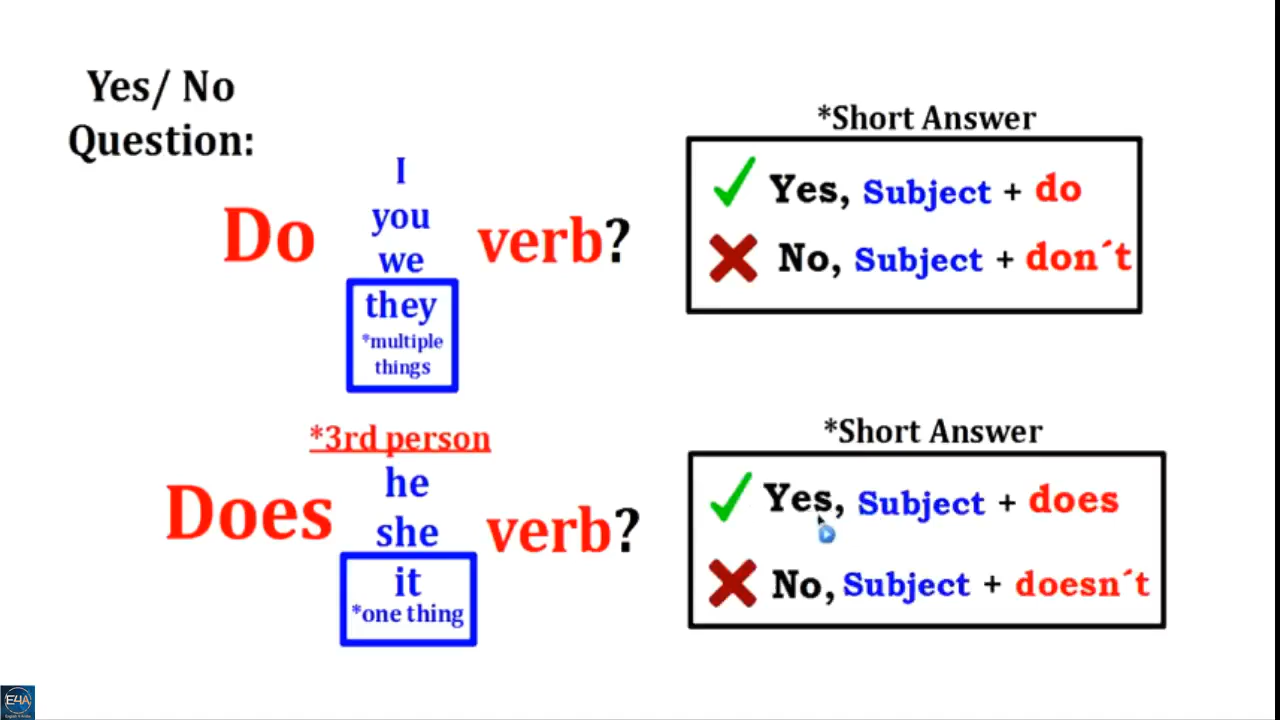 Yes/ No
Question:
Do
I
you
we
they
*multiple
things
verb?
*Short Answer
Yes, Subject + do
No, Subject + don´t
*3rd person
Does
he
she
it
*one thing
verb?
*Short Answer
Yes, Subject + does
No, Subject + doesn´t
E4A